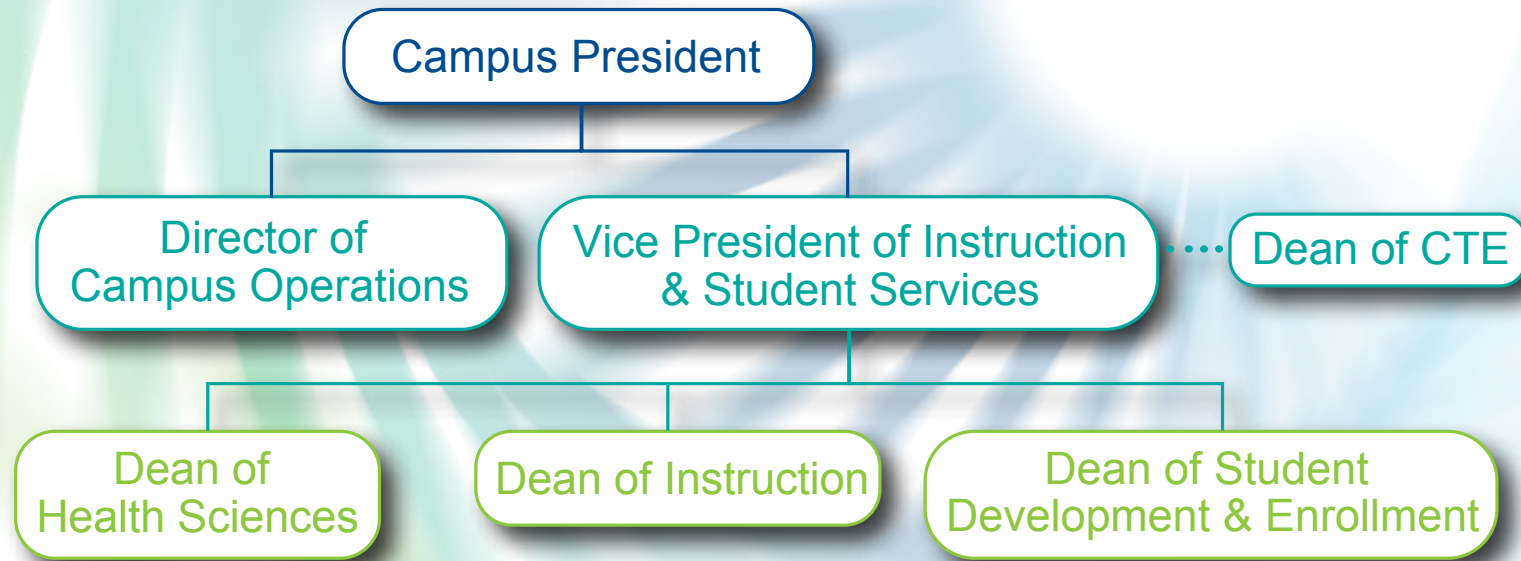 Campus President
Director of
Campus Operations
Vice President of Instruction
& Student Services
Dean of CTE
Dean of
Health Sciences
Dean of Instruction
Dean of Student
Development & Enrollment